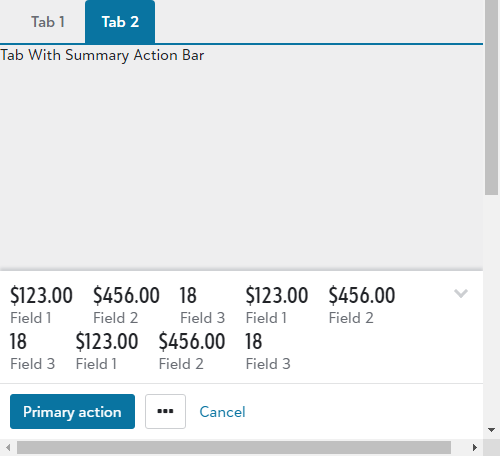 Tab 1 Tab 2
Tab With Summary Action Bar
$123.00 $456.00 18 $123.00 $456.00
Field 1 Field 2 Field 3 Field 1 Field 2
18 $123.00 $456.00 18
Field 3 Field 1 Field 2 Field 3
Primary action ••• Cancel